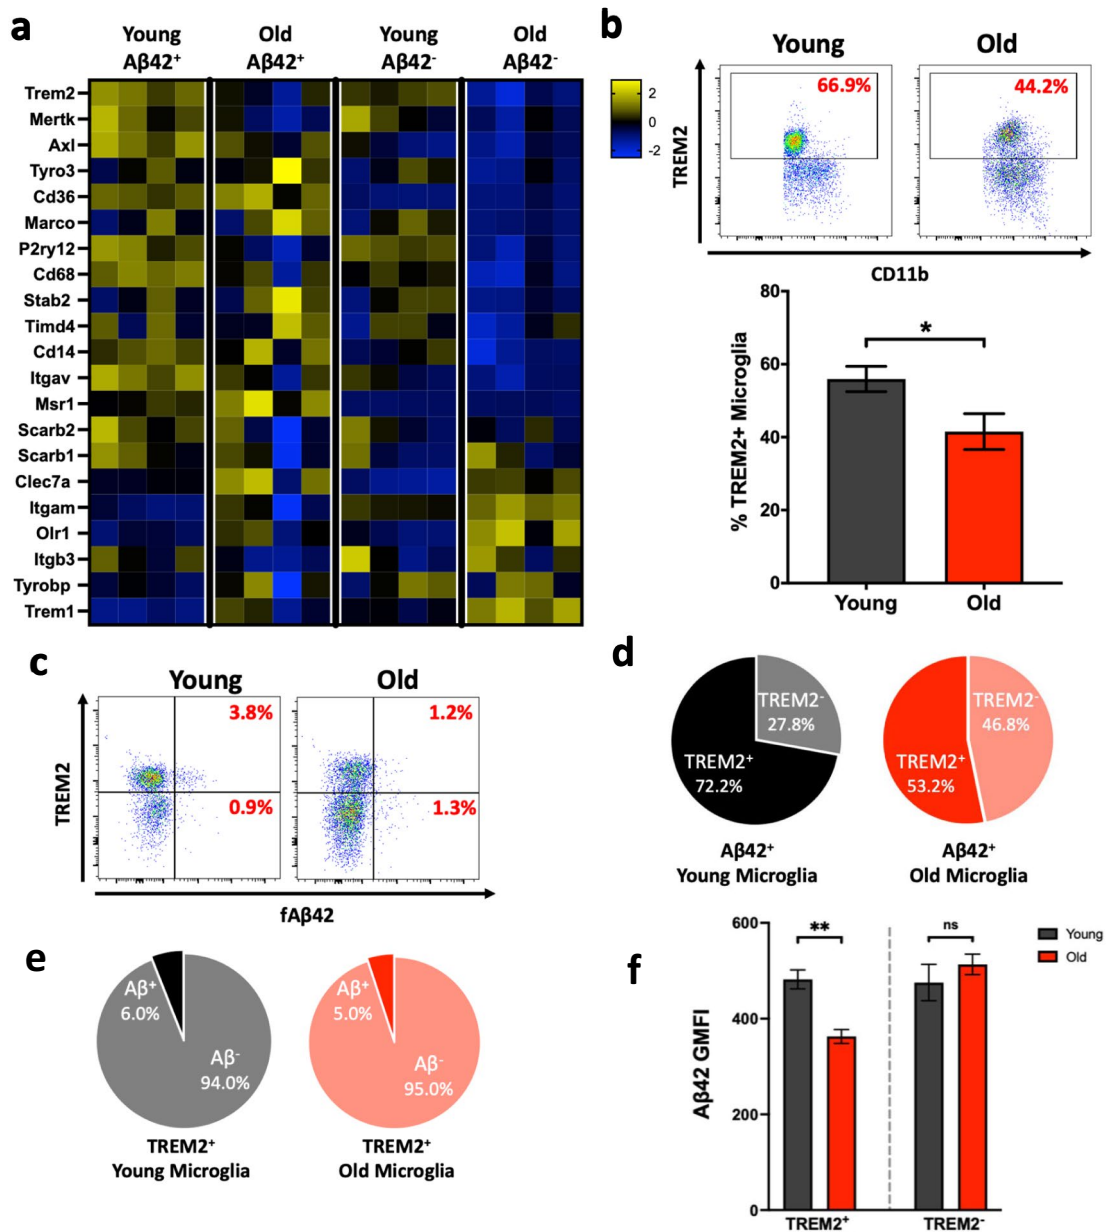 a
Young
Aβ42⁺
Old
Aβ42⁺
Young
Aβ42⁻
Old
Aβ42⁻
Trem2
Mertk
Axl
Tyro3
Cd36
Marco
P2ry12
Cd68
Stab2
Timd4
Cd14
Itgav
Msr1
Scarb2
Scarb1
Clec7a
Itgam
Olr1
Itgb3
Tyrobp
Trem1
2
0
-2
b
Young
Old
66.9%
44.2%
TREM2
CD11b
80
60
40
20
0
*
% TREM2+ Microglia
Young
Old
c
Young
Old
3.8%
0.9%
1.2%
1.3%
TREM2
fAβ42
d
TREM2⁻
27.8%
TREM2⁺
72.2%
TREM2⁻
46.8%
TREM2⁺
53.2%
Aβ42⁺
Young Microglia
Aβ42⁺
Old Microglia
e
Aβ⁺
6.0%
Aβ⁻
94.0%
Aβ⁺
5.0%
Aβ⁻
95.0%
TREM2⁺
Young Microglia
TREM2⁺
Old Microglia
f
600
400
200
0
Aβ42 GMFI
**
ns
Young
Old
TREM2⁺
TREM2⁻